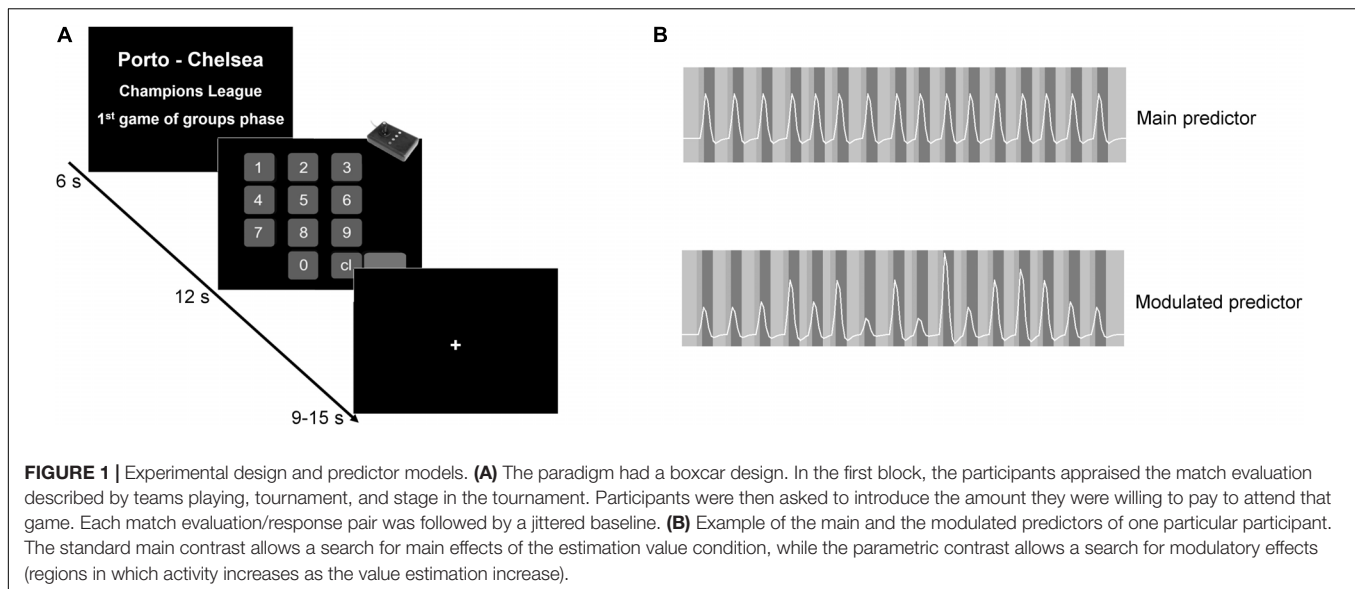 A
Porto - Chelsea
Champions League
1st game of groups phase
6 s
1 2 3
4 5 6
7 8 9
0 cl
12 s
+
9-15 s
B
Main predictor
Modulated predictor
FIGURE 1 | Experimental design and predictor models. (A) The paradigm had a boxcar design. In the first block, the participants appraised the match evaluation
described by teams playing, tournament, and stage in the tournament. Participants were then asked to introduce the amount they were willing to pay to attend that
game. Each match evaluation/response pair was followed by a jittered baseline. (B) Example of the main and the modulated predictors of one particular participant.
The standard main contrast allows a search for main effects of the estimation value condition, while the parametric contrast allows a search for modulatory effects
(regions in which activity increases as the value estimation increase).